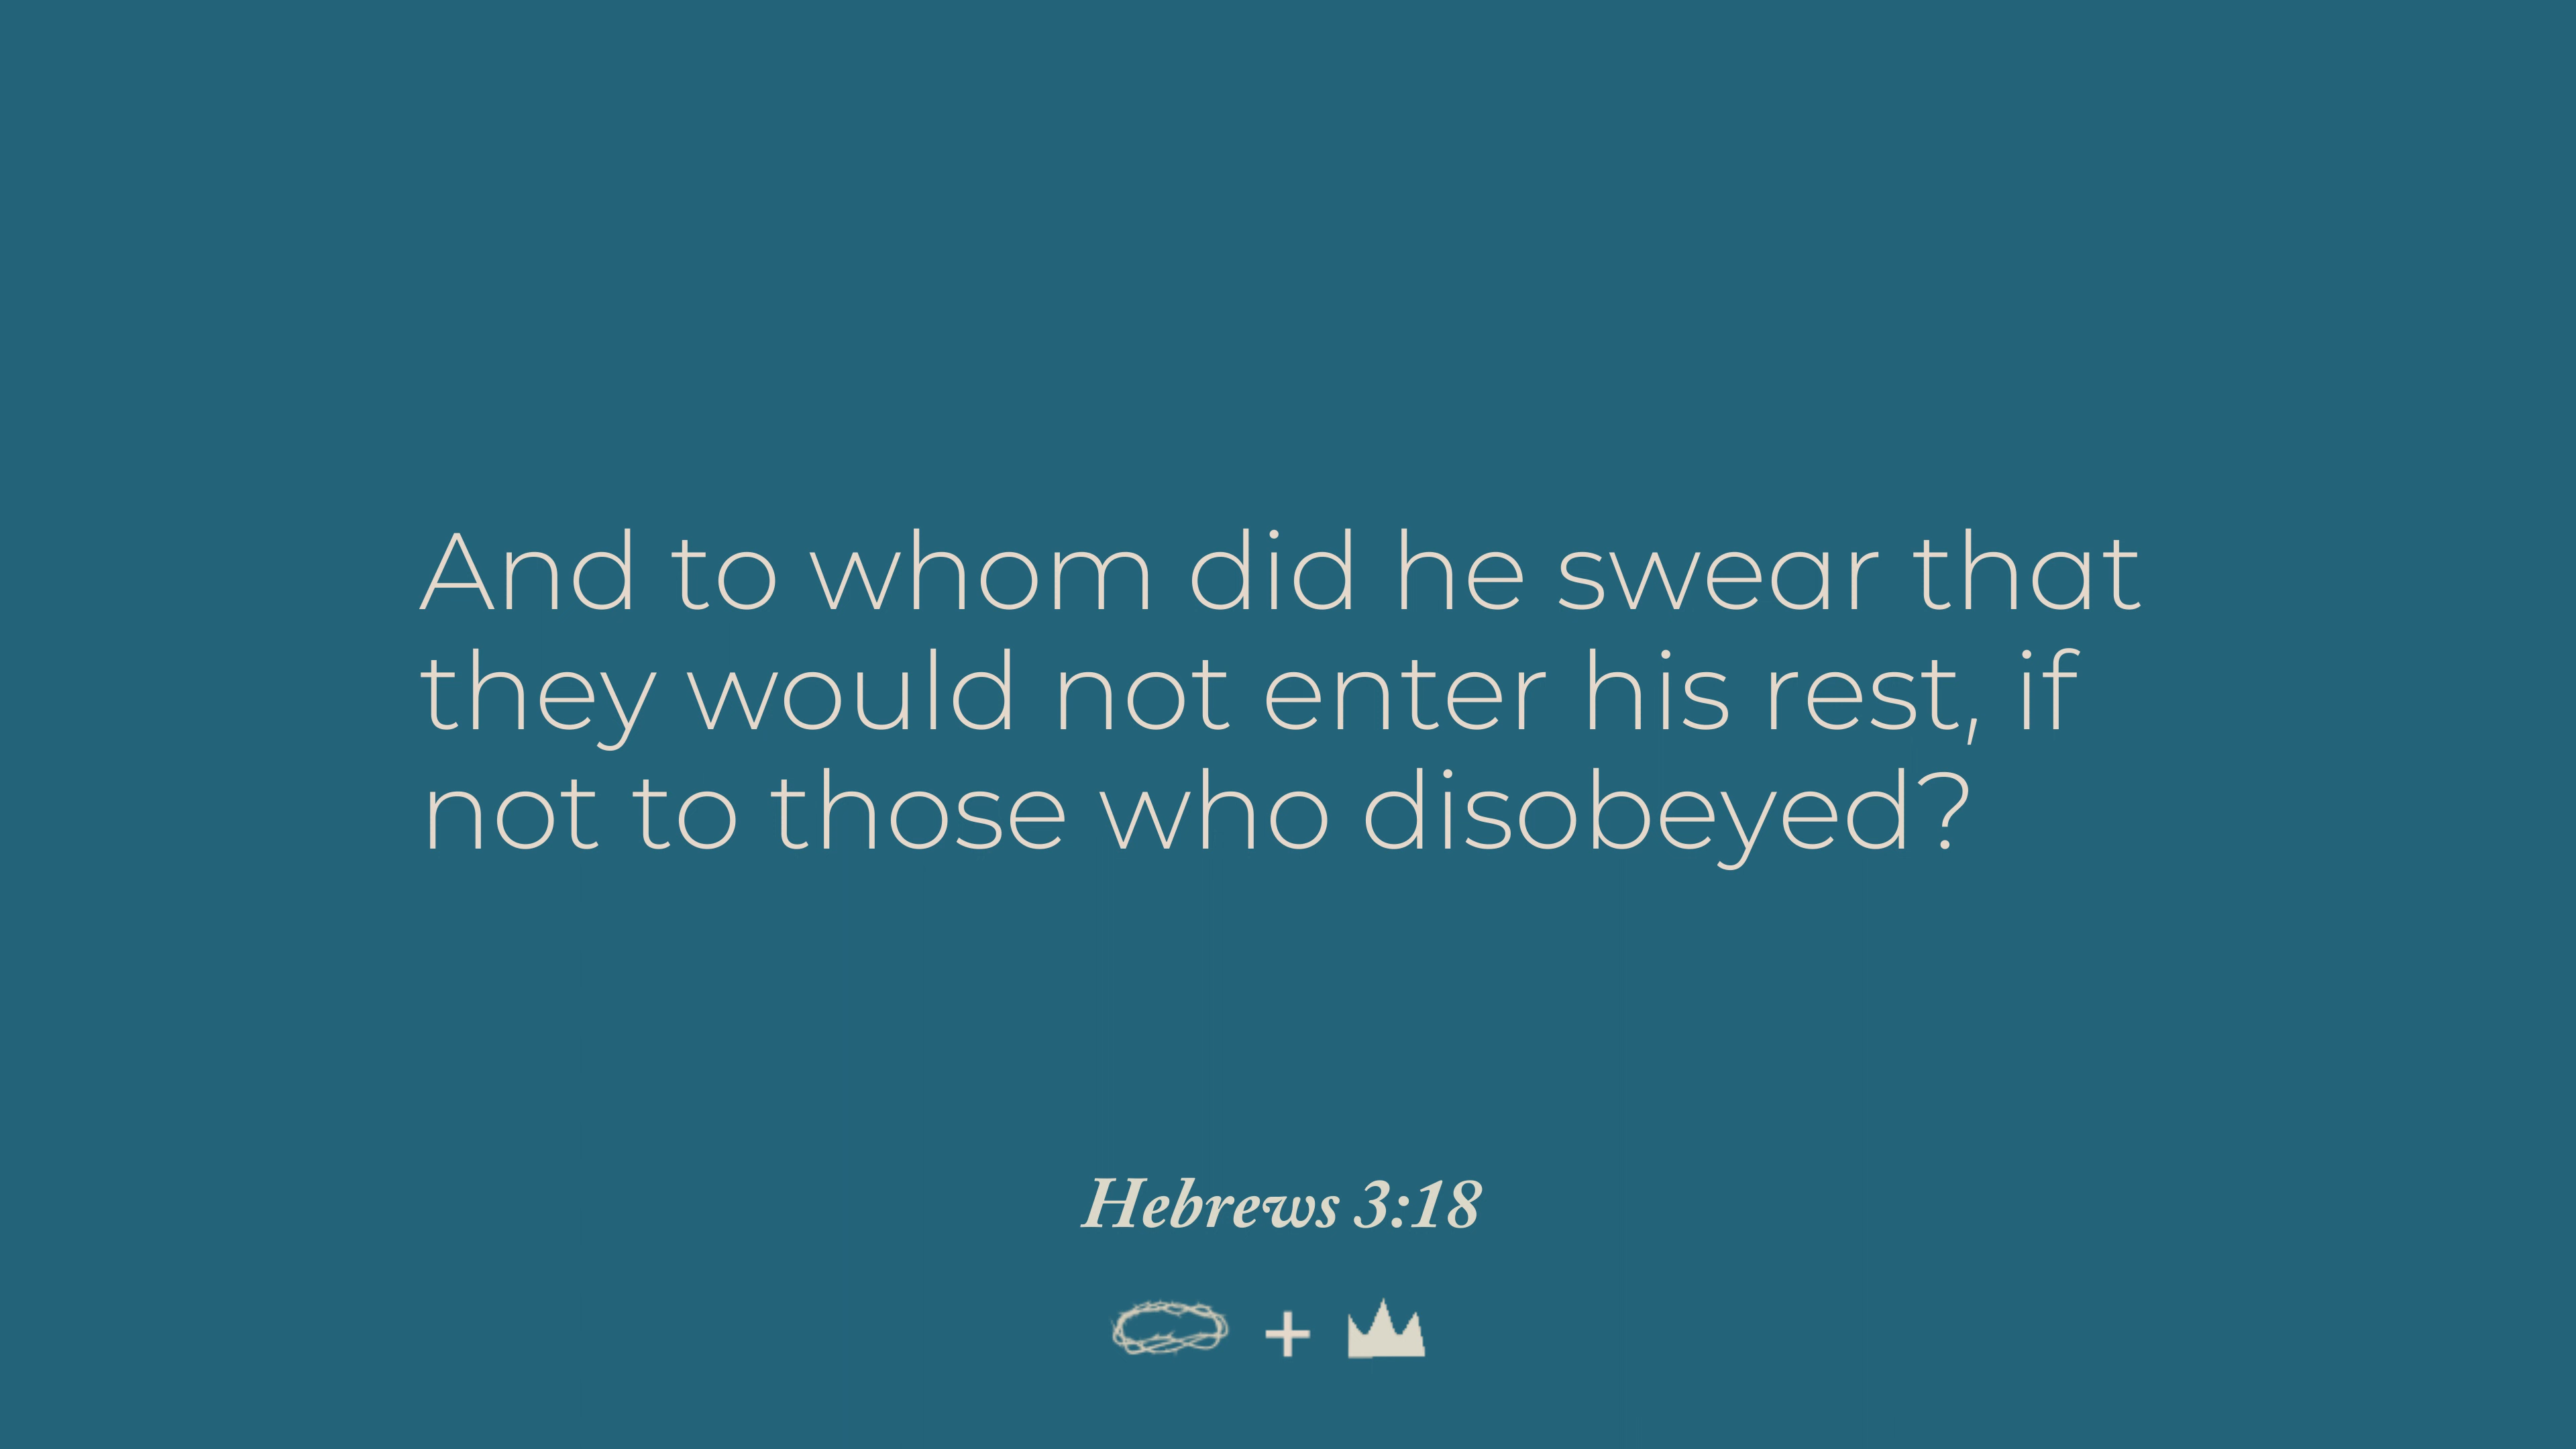 And to whom did he swear that
they would not enter his rest, if
not to those who disobeyed?
Hebrews 3:18
+